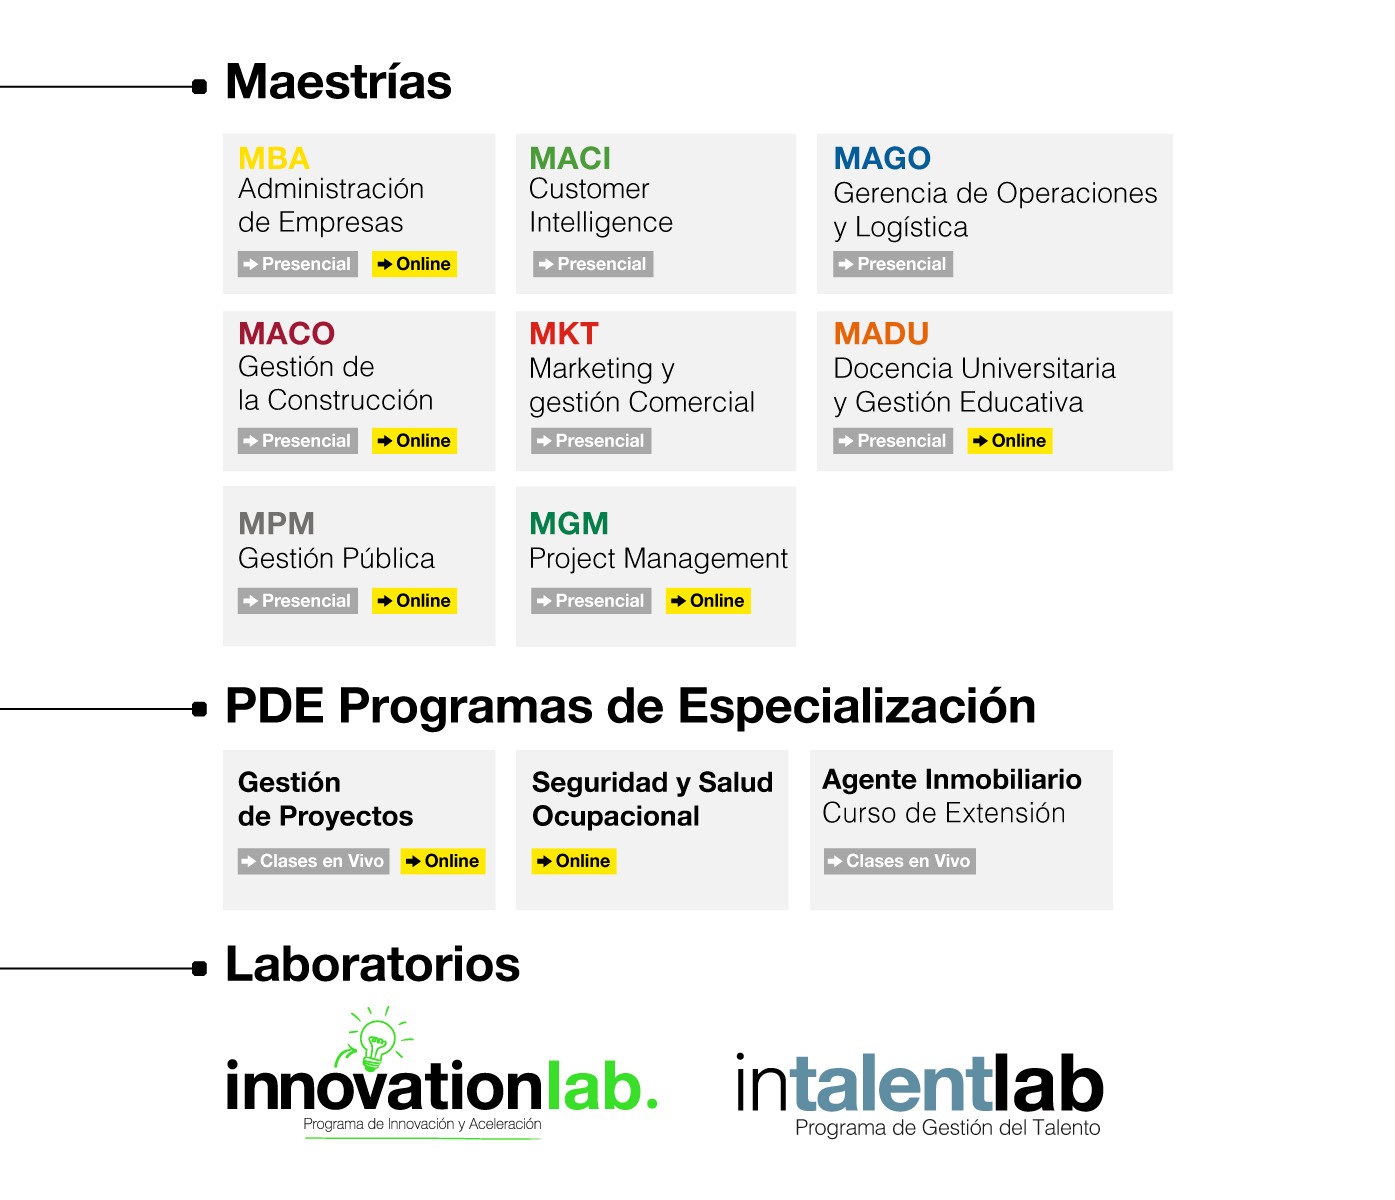 Maestrías
MBA
Administración
de Empresas
Presencial
Online
MACI
Customer
Intelligence
Presencial
MAGO
Gerencia de Operaciones
y Logística
Presencial
MACO
Gestión de
la Construcción
Presencial
Online
MKT
Marketing y
gestión Comercial
Presencial
MADU
Docencia Universitaria
y Gestión Educativa
Presencial
Online
MPM
Gestión Pública
Presencial
Online
MGM
Project Management
Presencial
Online
PDE Programas de Especialización
Gestión
de Proyectos
Clases en Vivo
Online
Seguridad y Salud
Ocupacional
Online
Agente Inmobiliario
Curso de Extensión
Clases en Vivo
Laboratorios
innovationlab.
Programa de Innovación y Aceleración
intalentlab
Programa de Gestión del Talento